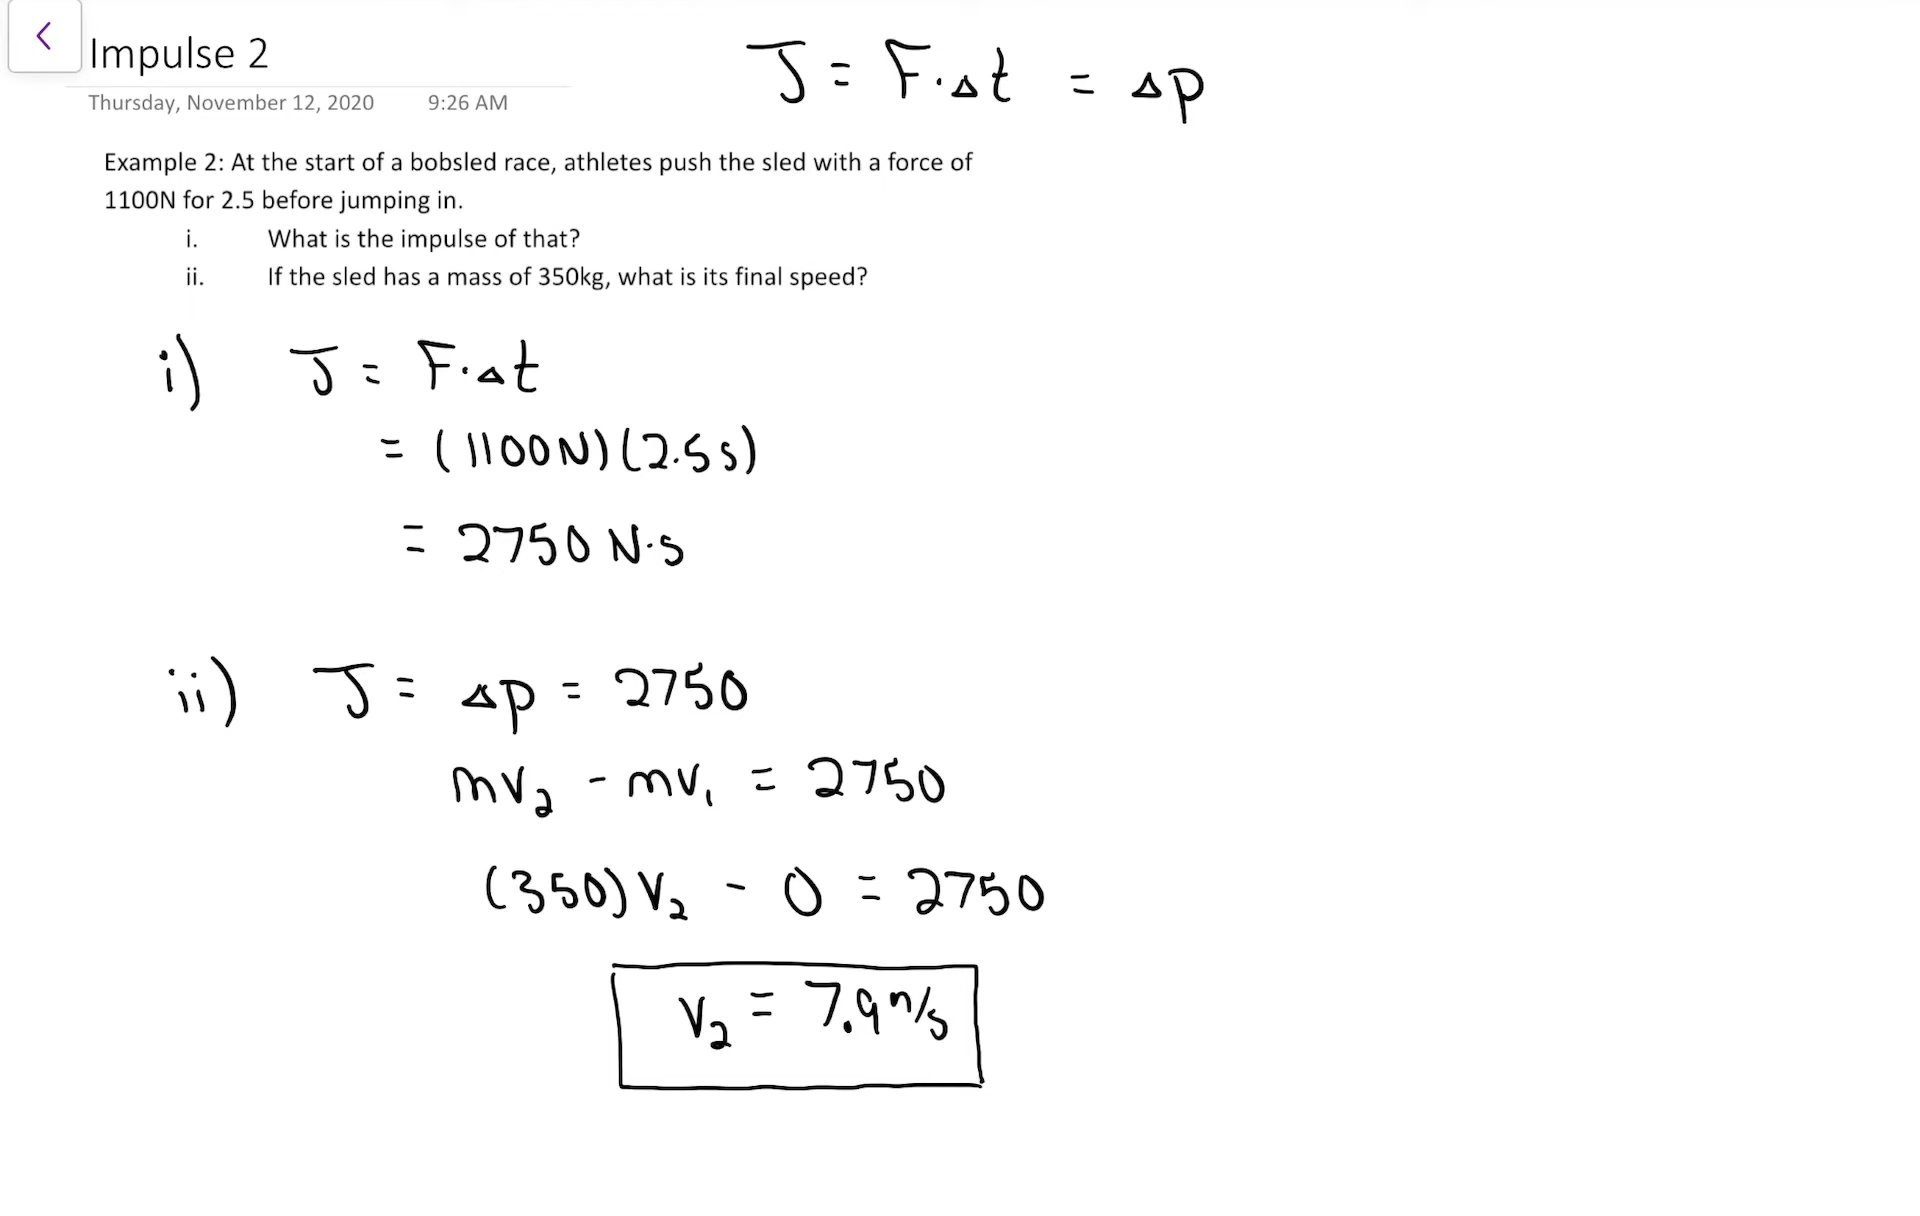 Impulse 2
J = F·Δt = Δp
Thursday, November 12, 2020 9:26 AM
Example 2: At the start of a bobsled race, athletes push the sled with a force of
1100N for 2.5 before jumping in.
i. What is the impulse of that?
ii. If the sled has a mass of 350kg, what is its final speed?
i) J = F·Δt
= (1100N)(2.5s)
= 2750 N·s
ii) J = Δp = 2750
mv₂ - mv₁ = 2750
(350)v₂ - 0 = 2750
v₂ = 7.9 m/s